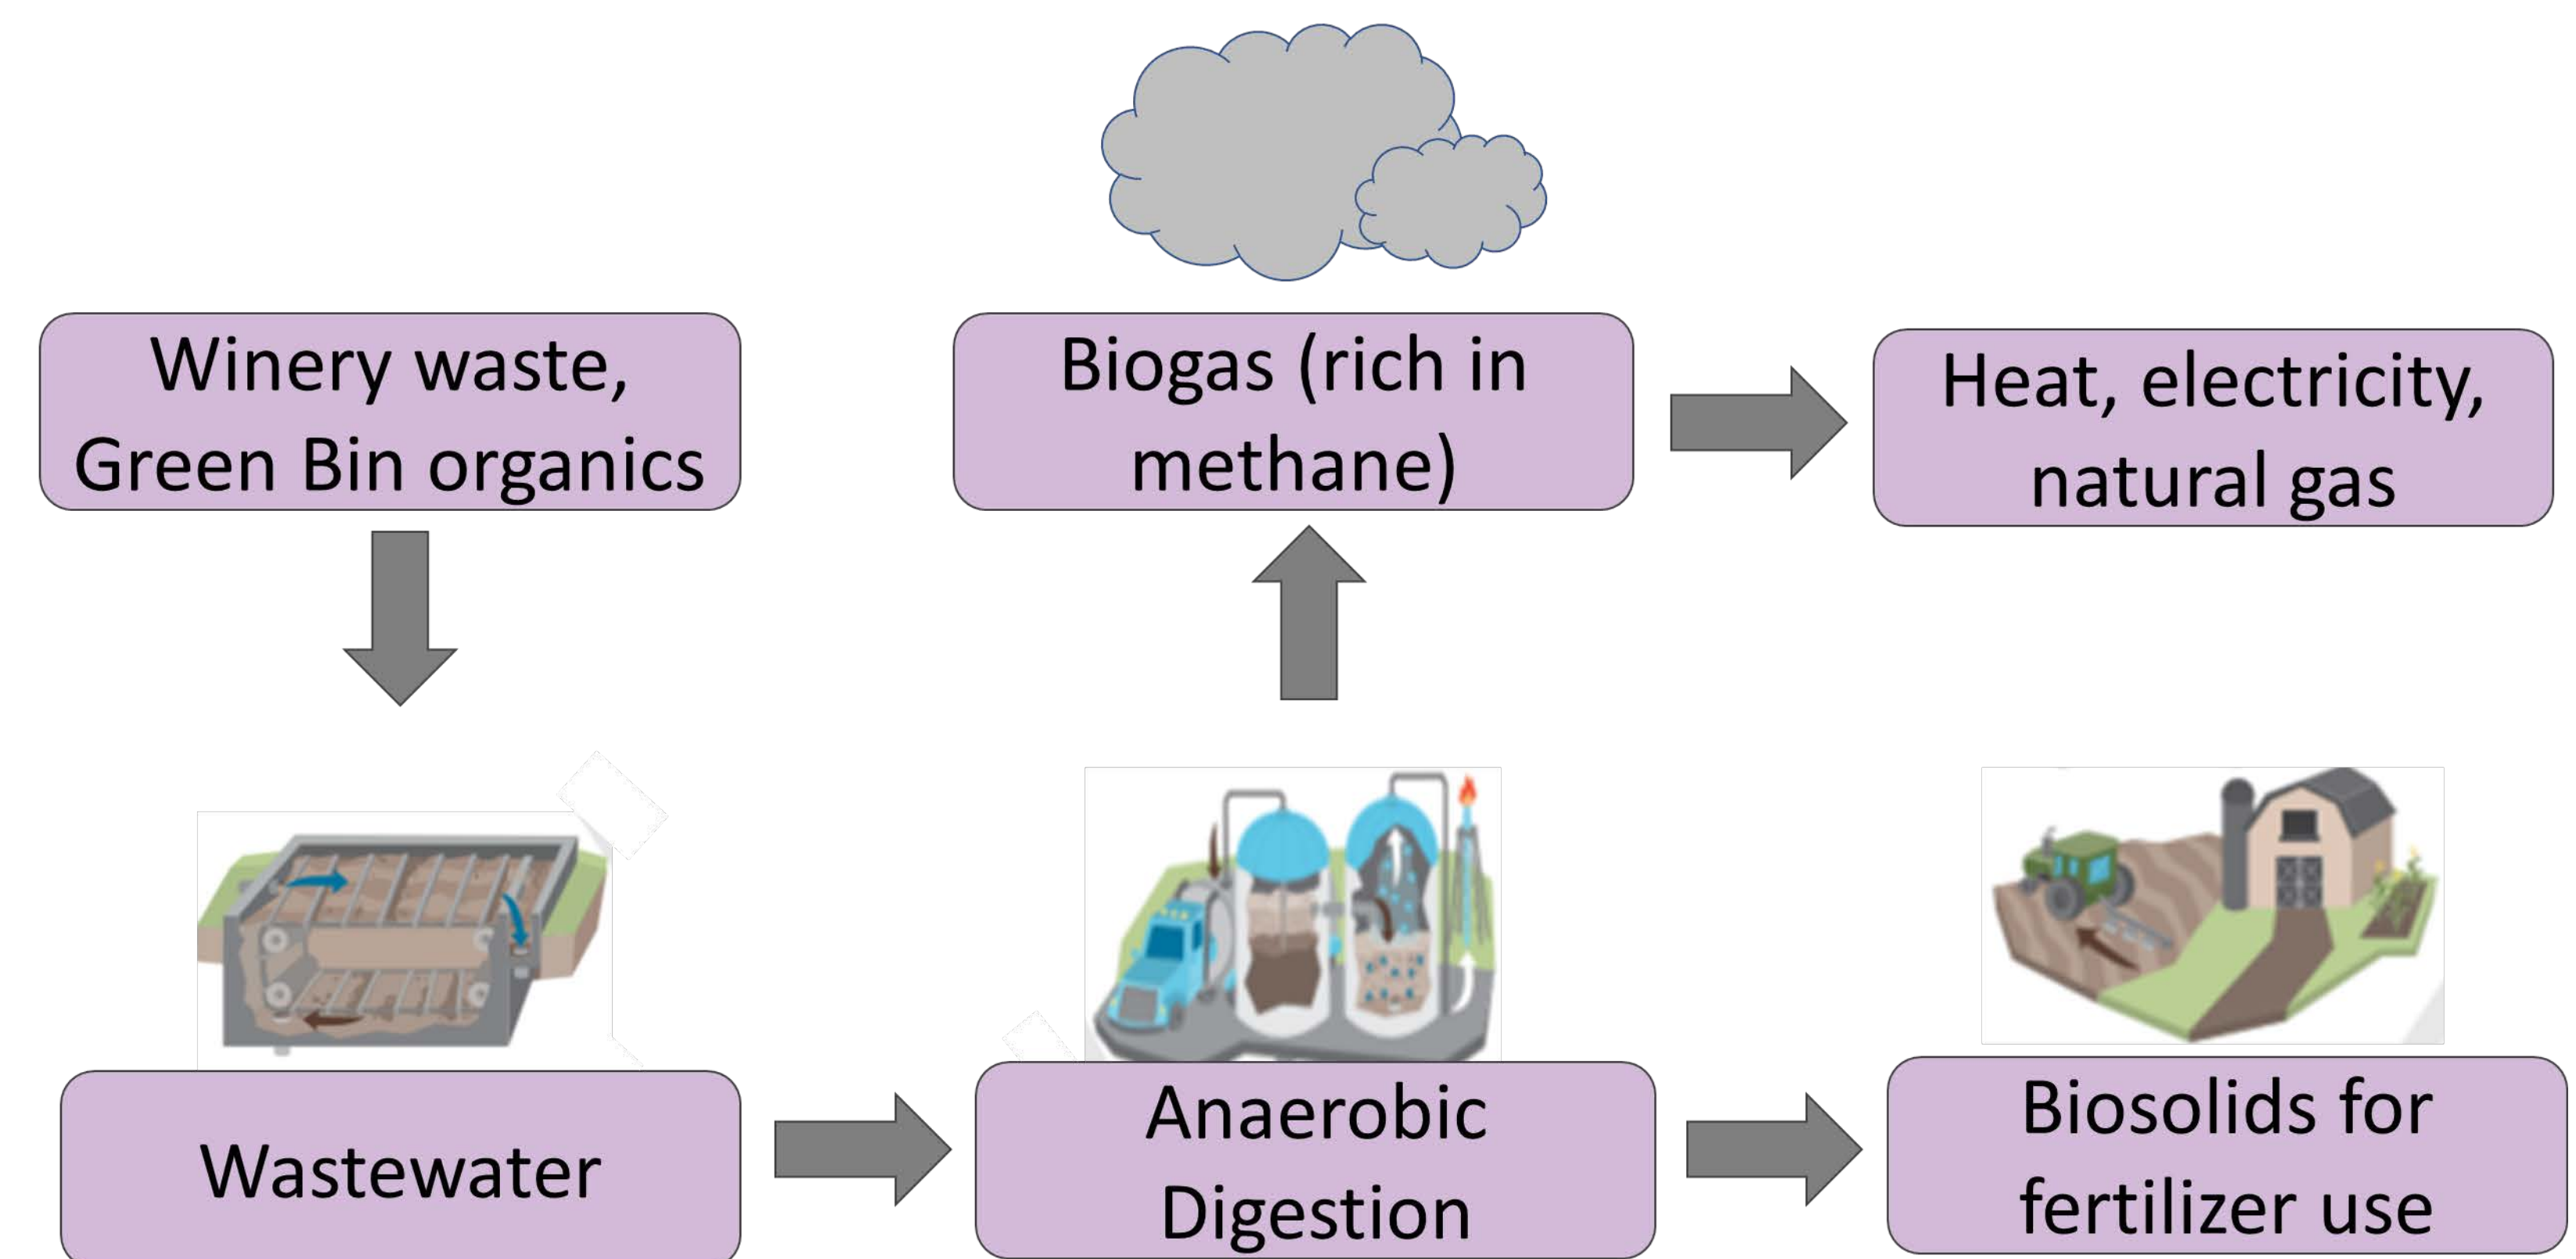 Winery waste,
Green Bin organics
Biogas (rich in
methane)
Heat, electricity,
natural gas
Wastewater
Anaerobic
Digestion
Biosolids for
fertilizer use